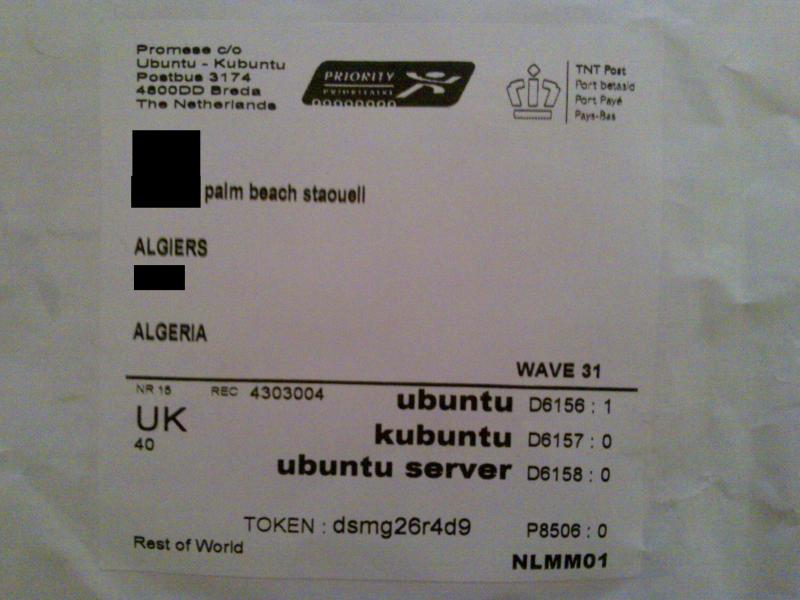 Promese c/o
Ubuntu - Kubuntu
Postbus 3174
4800DD Breda
The Netherlands
PRIORITY
PRIORITAIRE
TNT Post
Port betaald
Port Payé
Pays-Bas
palm beach staouell
ALGIERS
ALGERIA
WAVE 31
NR 15 REC 4303004
UK
40
ubuntu D6156 : 1
kubuntu D6157 : 0
ubuntu server D6158 : 0
TOKEN : dsmg26r4d9 P8506 : 0
Rest of World
NLMM01